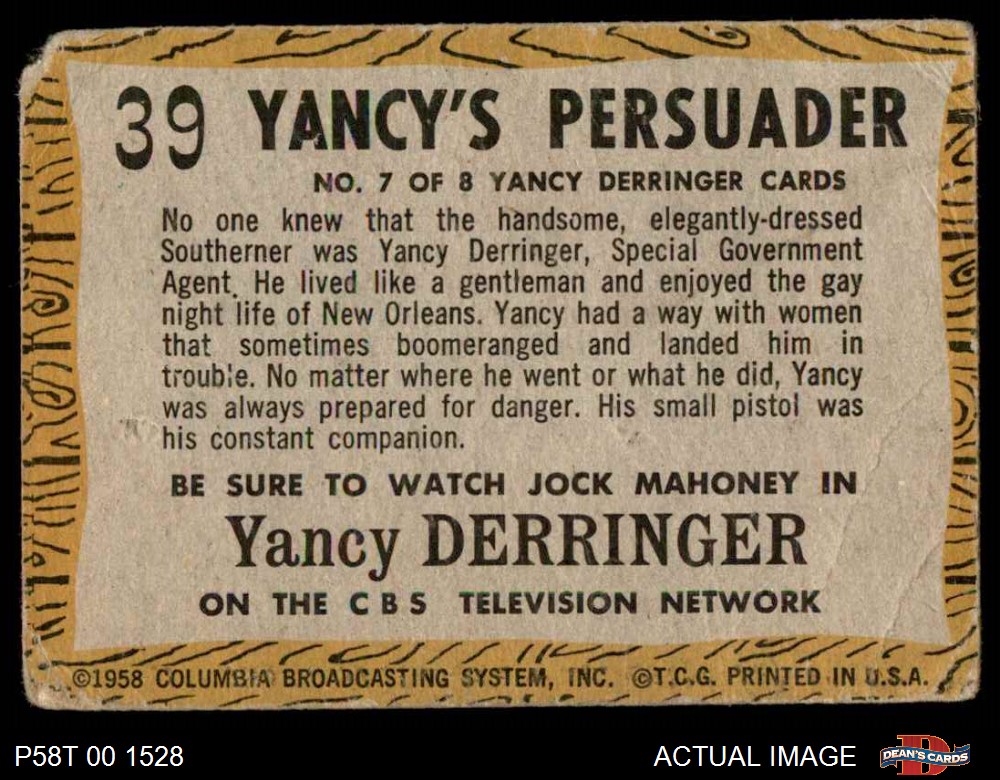 39 YANCY'S PERSUADER
NO. 7 OF 8 YANCY DERRINGER CARDS
No one knew that the handsome, elegantly-dressed
Southerner was Yancy Derringer, Special Government
Agent. He lived like a gentleman and enjoyed the gay
night life of New Orleans. Yancy had a way with women
that sometimes boomeranged and landed him in
trouble. No matter where he went or what he did, Yancy
was always prepared for danger. His small pistol was
his constant companion.
BE SURE TO WATCH JOCK MAHONEY IN
Yancy DERRINGER
ON THE CBS TELEVISION NETWORK
©1958 COLUMBIA BROADCASTING SYSTEM, INC. ©T.C.G. PRINTED IN U.S.A.
P58T 00 1528 ACTUAL IMAGE DEAN'S CARDS